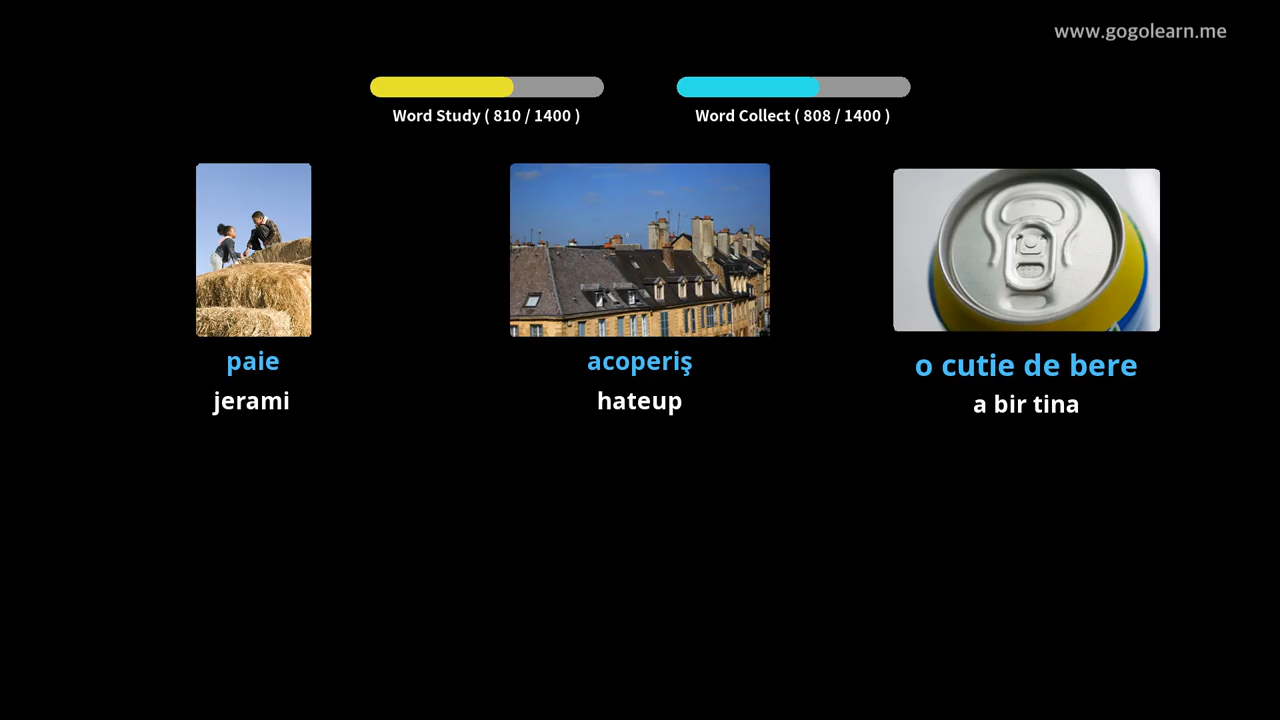 www.gogolearn.me
Word Study ( 810 / 1400 )
Word Collect ( 808 / 1400 )
paie
jerami
acoperiş
hateup
o cutie de bere
a bir tina